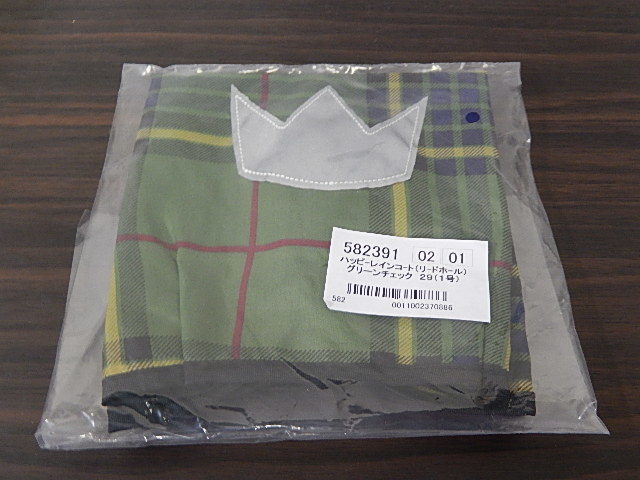 582391 02 01
ハッピーレインコート(リードホール)
グリーンチェック 29(1号)
582
0011002370886